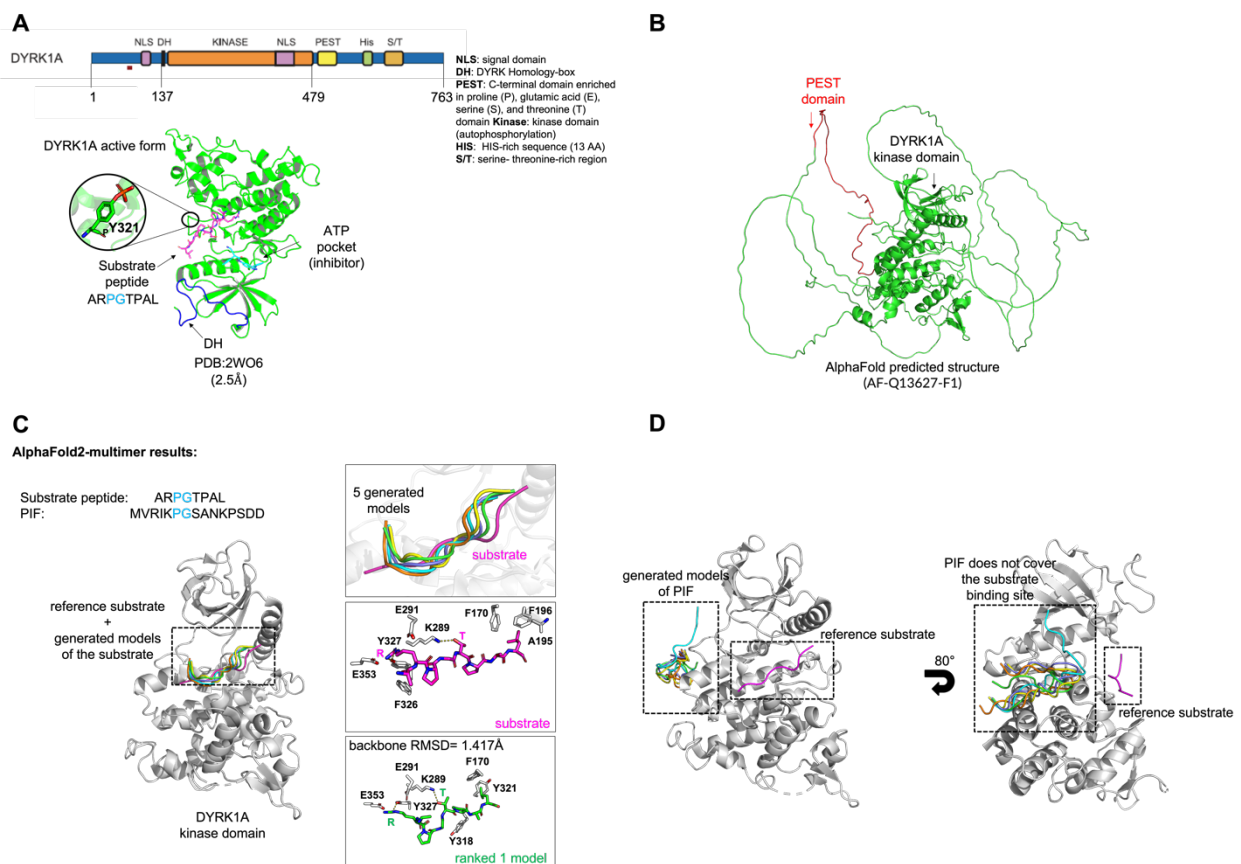 A
NLS DH KINASE NLS PEST His S/T
DYRK1A
1 137 479 763
NLS: signal domain
DH: DYRK Homology-box
PEST: C-terminal domain enriched
in proline (P), glutamic acid (E),
serine (S), and threonine (T)
domain Kinase: kinase domain
(autophosphorylation)
HIS: HIS-rich sequence (13 AA)
S/T: serine- threonine-rich region
DYRK1A active form
P
Y321
Substrate
peptide
ARPGTPAL
ATP
pocket
(inhibitor)
DH
PDB:2WO6
(2.5Å)
B
PEST
domain
DYRK1A
kinase domain
AlphaFold predicted structure
(AF-Q13627-F1)
C
AlphaFold2-multimer results:
Substrate peptide: ARPGTPAL
PIF: MVRIKPGSANKPSDD
reference substrate
+
generated models
of the substrate
DYRK1A
kinase domain
5 generated
models
substrate
E291
K289
F170
F196
A195
Y327
R
T
E353
F326
substrate
backbone RMSD= 1.417Å
F170
E291
K289
T
Y321
E353
Y327
R
Y318
ranked 1 model
D
generated models
of PIF
reference substrate
80°
PIF does not cover
the substrate
binding site
reference substrate